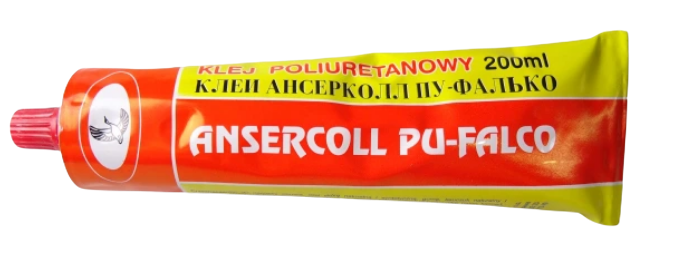 KLEJ POLIURETANOWY 200ml
КЛЕЙ АНСЕРКОЛЛ ПУ-ФАЛЬКО
ANSERCOLL PU-FALCO